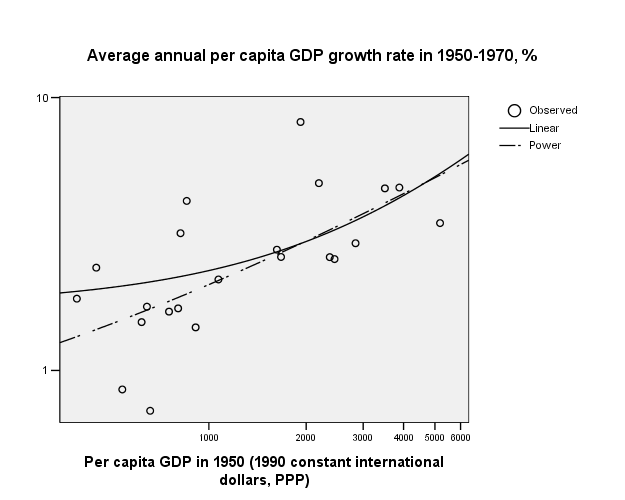 Average annual per capita GDP growth rate in 1950-1970, %
10
1
Observed
Linear
Power
1000 2000 3000 4000 5000 6000
Per capita GDP in 1950 (1990 constant international
dollars, PPP)